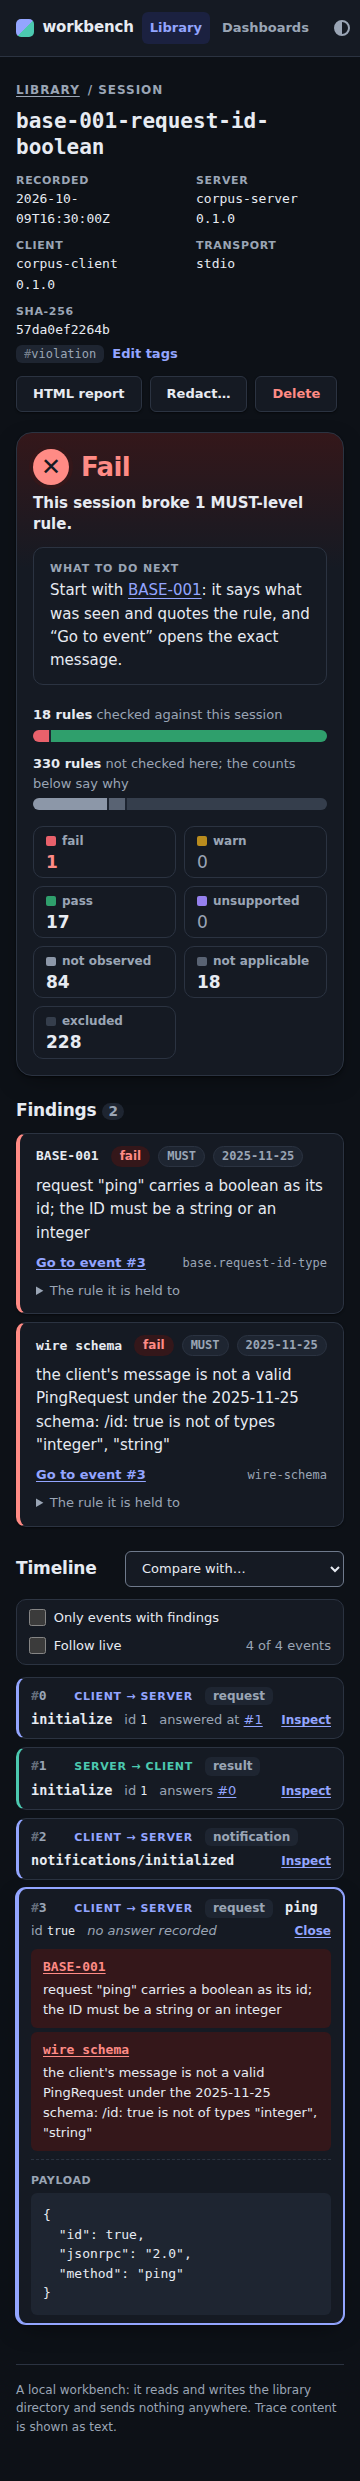 workbench Library Dashboards
LIBRARY / SESSION
base-001-request-id-
boolean
RECORDED SERVER
2026-10- corpus-server
09T16:30:00Z 0.1.0
CLIENT TRANSPORT
corpus-client stdio
0.1.0
SHA-256
57da0ef2264b
#violation Edit tags
HTML report Redact… Delete
Fail
This session broke 1 MUST-level
rule.
WHAT TO DO NEXT
Start with BASE-001: it says what
was seen and quotes the rule, and
“Go to event” opens the exact
message.
18 rules checked against this session
330 rules not checked here; the counts
below say why
fail warn
1 0
pass unsupported
17 0
not observed not applicable
84 18
excluded
228
Findings 2
BASE-001 fail MUST 2025-11-25
request "ping" carries a boolean as its
id; the ID must be a string or an
integer
Go to event #3 base.request-id-type
The rule it is held to
wire schema fail MUST 2025-11-25
the client's message is not a valid
PingRequest under the 2025-11-25
schema: /id: true is not of types
"integer", "string"
Go to event #3 wire-schema
The rule it is held to
Timeline Compare with…
Only events with findings
Follow live 4 of 4 events
#0 CLIENT → SERVER request
initialize id 1 answered at #1 Inspect
#1 SERVER → CLIENT result
initialize id 1 answers #0 Inspect
#2 CLIENT → SERVER notification
notifications/initialized Inspect
#3 CLIENT → SERVER request ping
id true no answer recorded Close
BASE-001
request "ping" carries a boolean as its id;
the ID must be a string or an integer
wire schema
the client's message is not a valid
PingRequest under the 2025-11-25
schema: /id: true is not of types "integer",
"string"
PAYLOAD
{
"id": true,
"jsonrpc": "2.0",
"method": "ping"
}
A local workbench: it reads and writes the library
directory and sends nothing anywhere. Trace content
is shown as text.